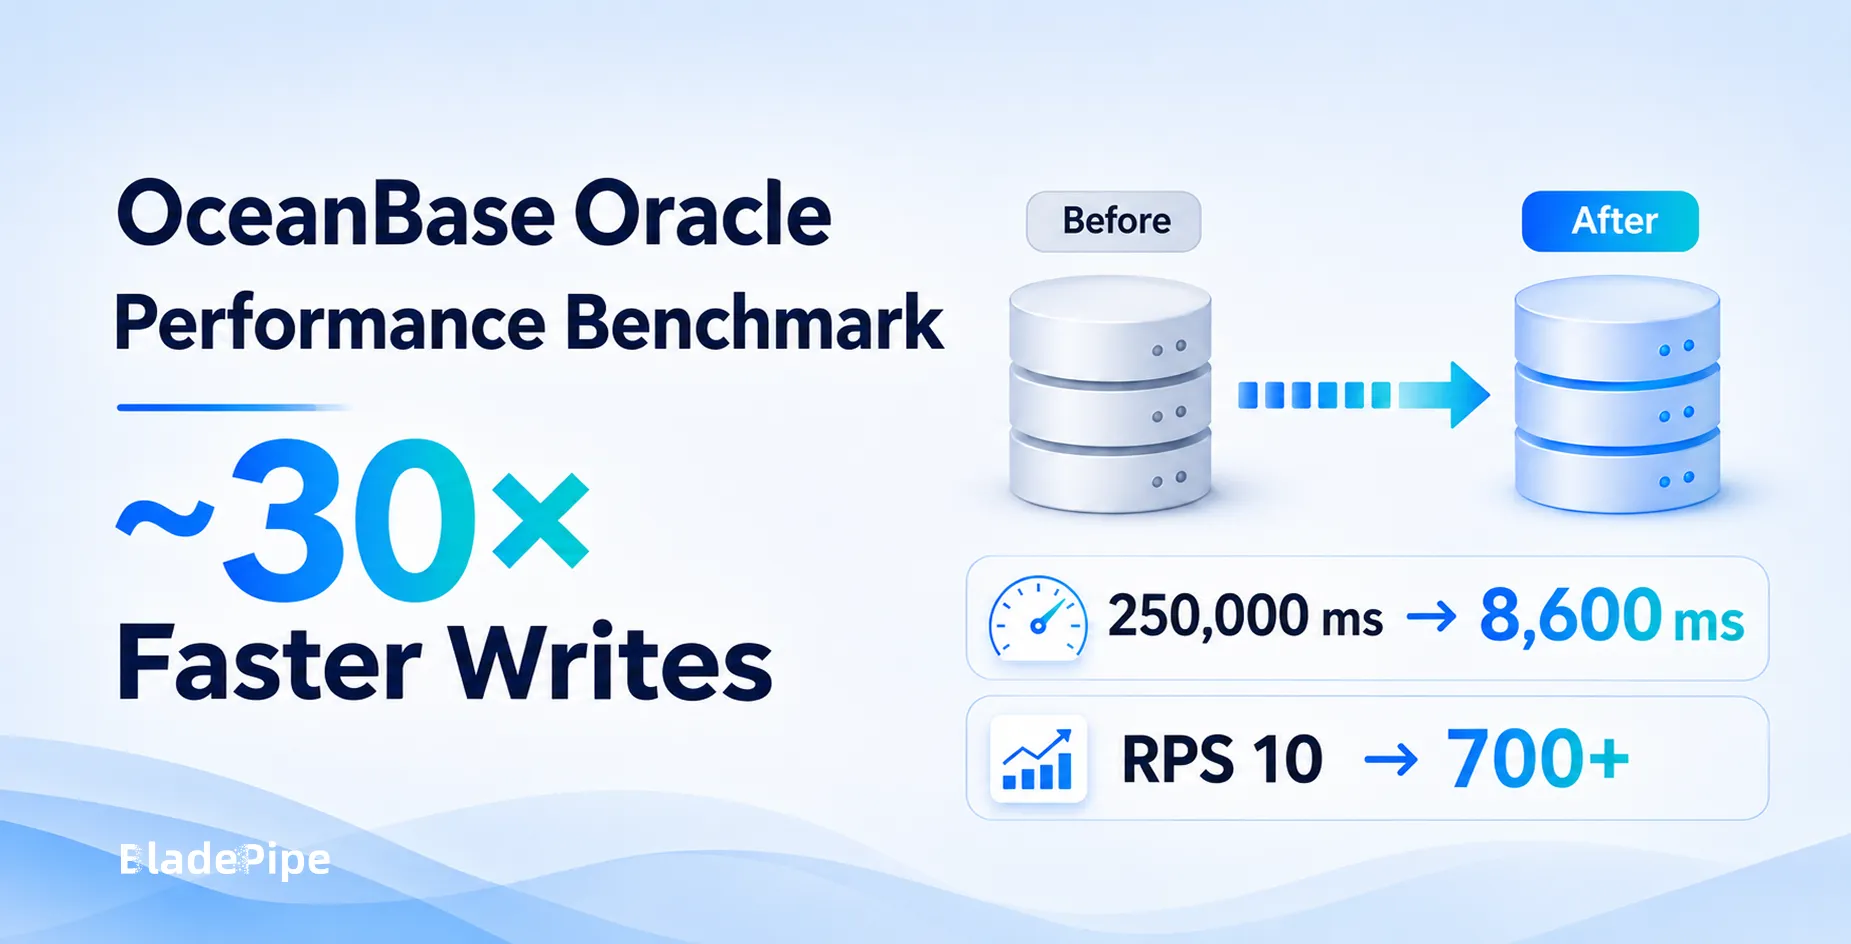 OceanBase Oracle
Performance Benchmark
~30×
Faster Writes
Before
After
250,000 ms → 8,600 ms
RPS 10 → 700+
BladePipe